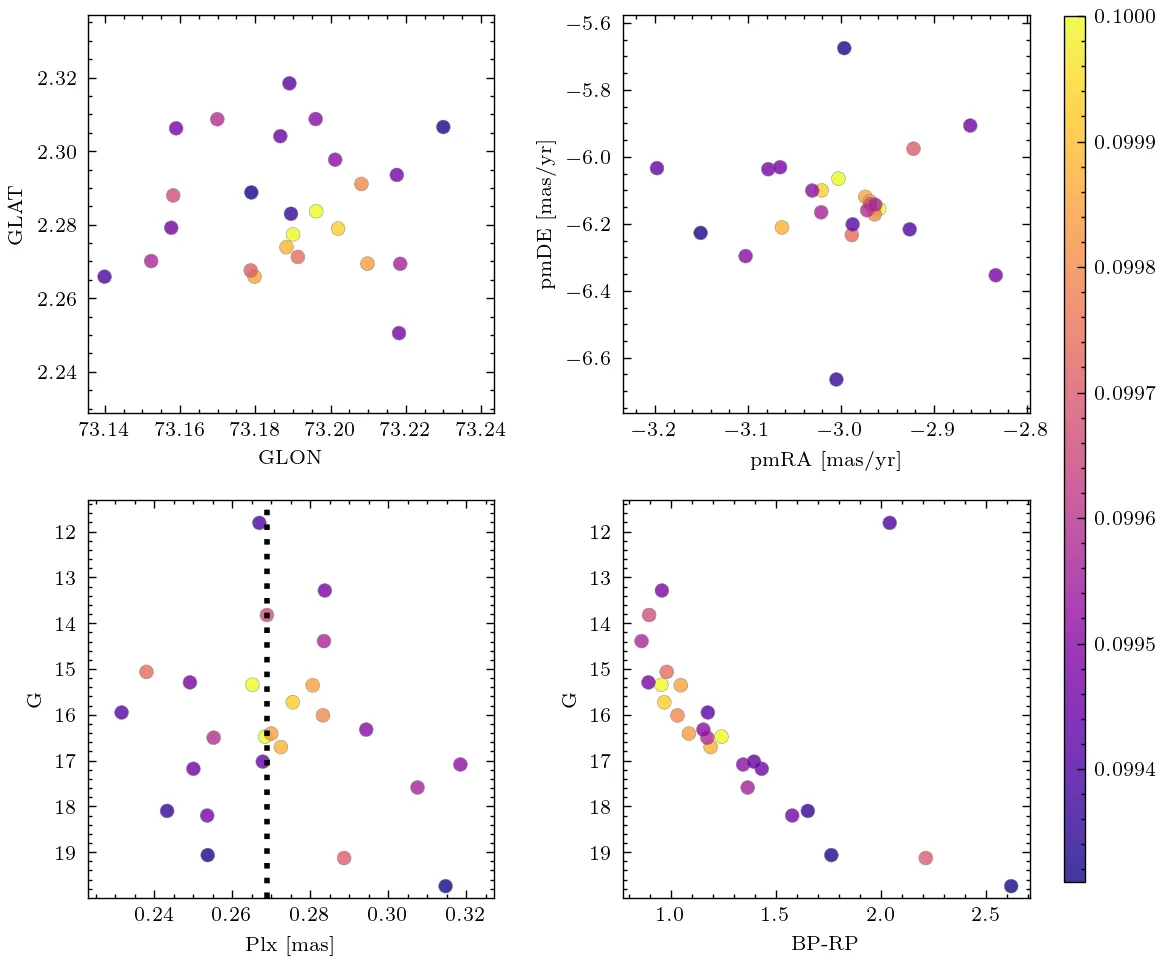 2.32
2.30
2.28
2.26
2.24
GLAT
73.14 73.16 73.18 73.20 73.22 73.24
GLON
−5.6
−5.8
−6.0
−6.2
−6.4
−6.6
pmDE [mas/yr]
−3.2 −3.1 −3.0 −2.9 −2.8
pmRA [mas/yr]
12
13
14
15
16
17
18
19
G
0.24 0.26 0.28 0.30 0.32
Plx [mas]
12
13
14
15
16
17
18
19
G
1.0 1.5 2.0 2.5
BP-RP
0.1000
0.0999
0.0998
0.0997
0.0996
0.0995
0.0994